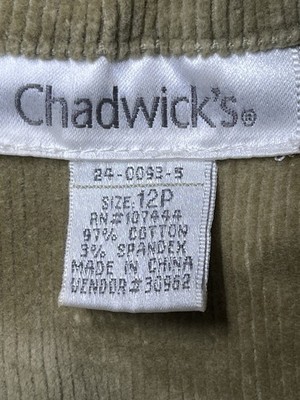 Chadwick's®
24-0093-5
SIZE: 12P
RN#107444
97% COTTON
3% SPANDEX
MADE IN CHINA
VENDOR#30962